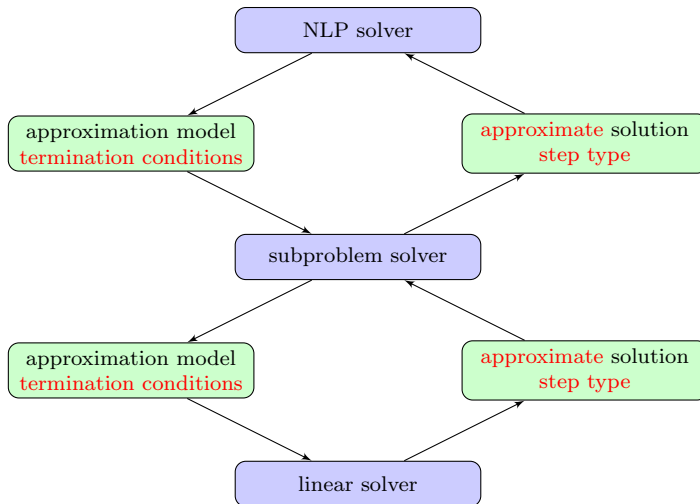 NLP solver
approximation model
termination conditions
approximate solution
step type
subproblem solver
approximation model
termination conditions
approximate solution
step type
linear solver